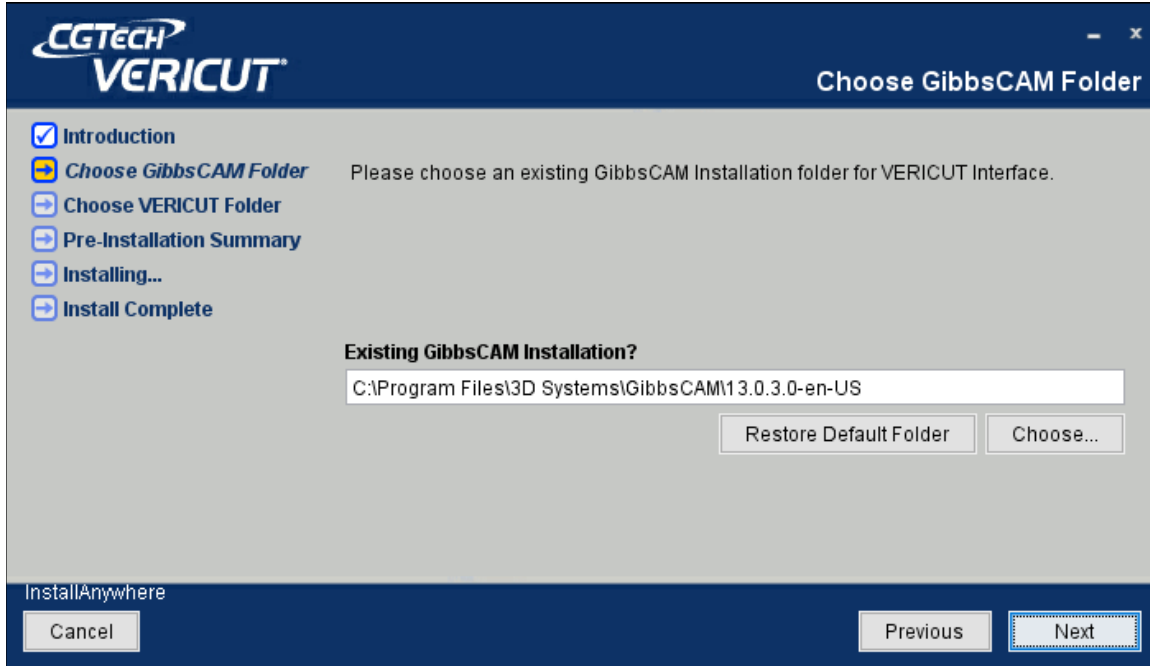 CGTECH
VERICUT
Choose GibbsCAM Folder
Introduction
Choose GibbsCAM Folder
Choose VERICUT Folder
Pre-Installation Summary
Installing...
Install Complete
Please choose an existing GibbsCAM Installation folder for VERICUT Interface.
Existing GibbsCAM Installation?
C:\Program Files\3D Systems\GibbsCAM\13.0.3.0-en-US
Restore Default Folder
Choose...
InstallAnywhere
Cancel
Previous
Next